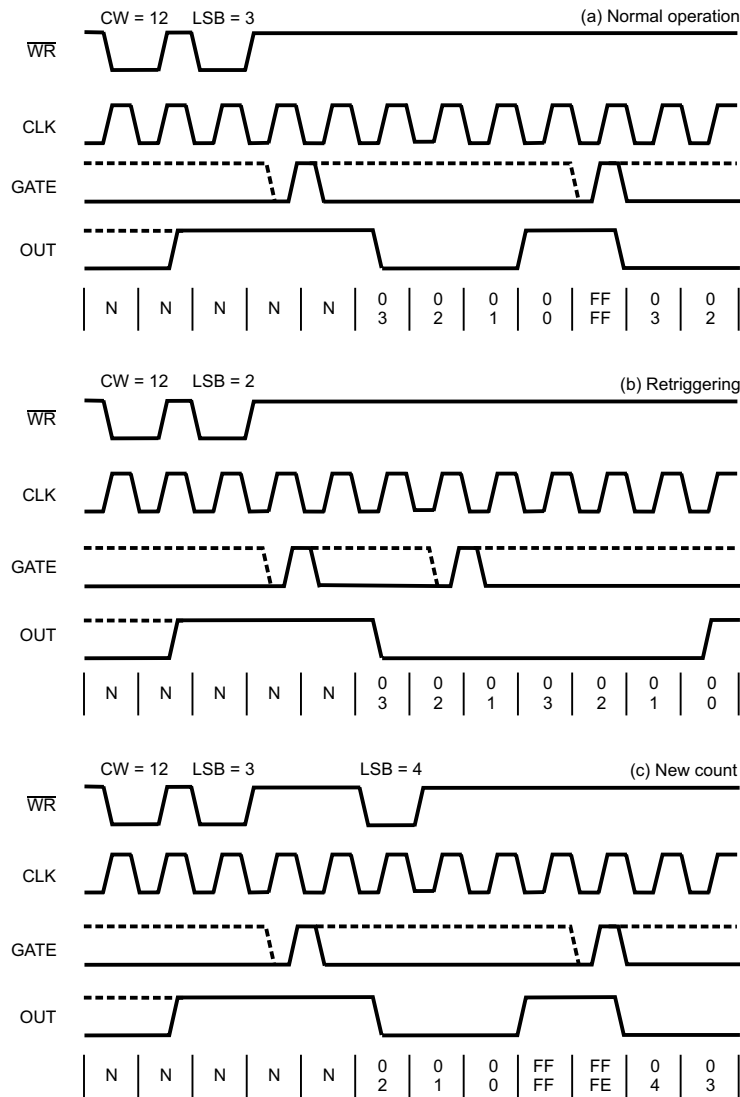 CW = 12 LSB = 3 (a) Normal operation
WR
CLK
GATE
OUT
N N N N N 0 0 0 0 FF 0 0
3 2 1 0 FF 3 2
CW = 12 LSB = 2 (b) Retriggering
WR
CLK
GATE
OUT
N N N N N 0 0 0 0 0 0 0
3 2 1 3 2 1 0
CW = 12 LSB = 3 LSB = 4 (c) New count
WR
CLK
GATE
OUT
N N N N N 0 0 0 FF FF 0 0
2 1 0 FF FE 4 3